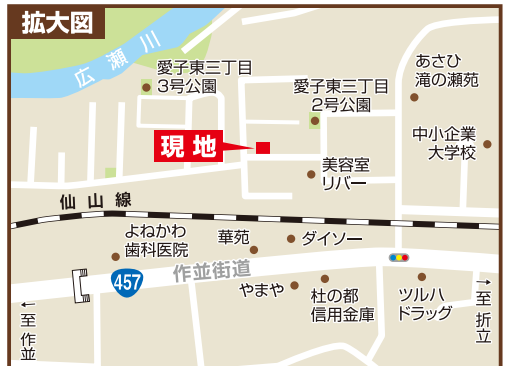 拡大図
広瀬川
愛子東三丁目
3号公園
愛子東三丁目
2号公園
あさひ
滝の瀬苑
中小企業
大学校
現地
美容室
リバー
仙山線
よねかわ
歯科医院
華苑
ダイソー
作並街道
457
やまや
杜の都
信用金庫
ツルハ
ドラッグ
←至作並
→至折立